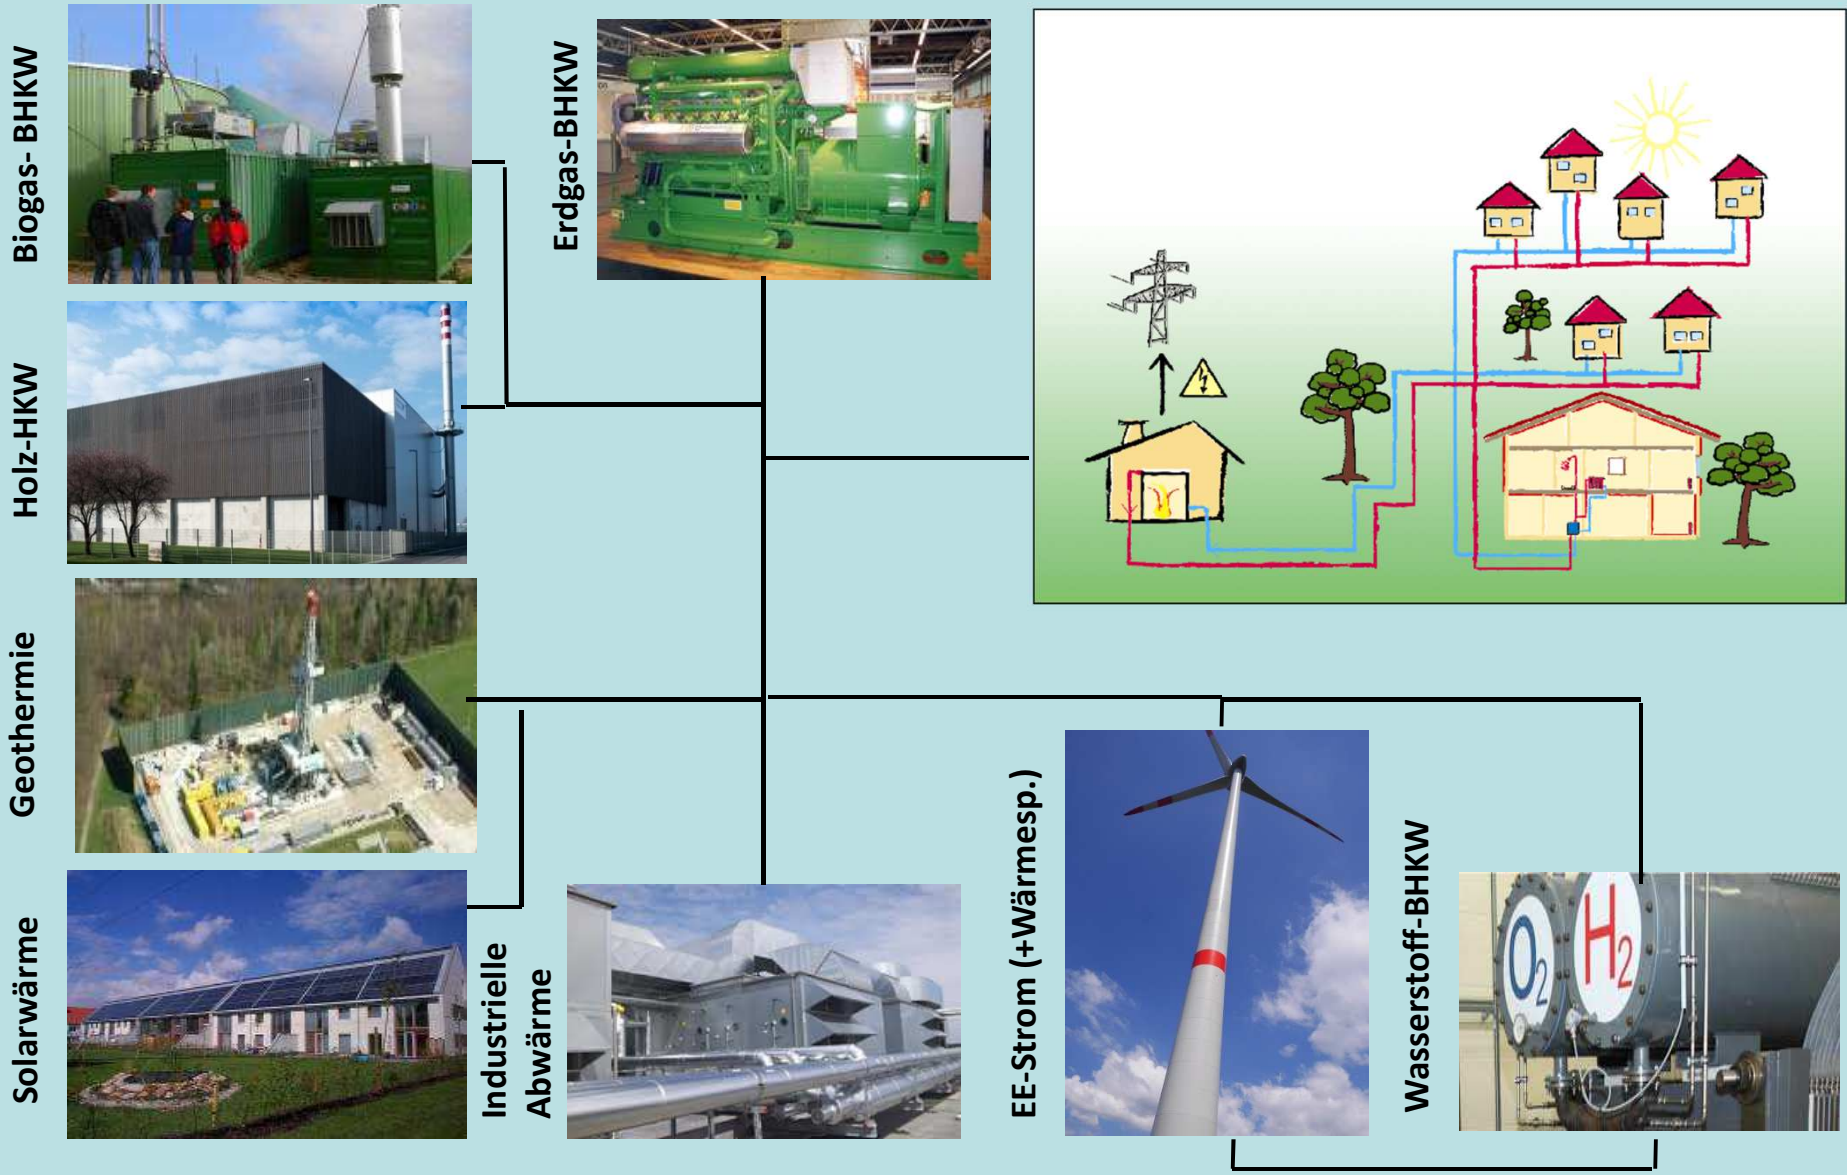 Biogas- BHKW
Erdgas-BHKW
Holz-HKW
Geothermie
Solarwärme
Industrielle
Abwärme
EE-Strom (+Wärmesp.)
Wasserstoff-BHKW
O2
H2